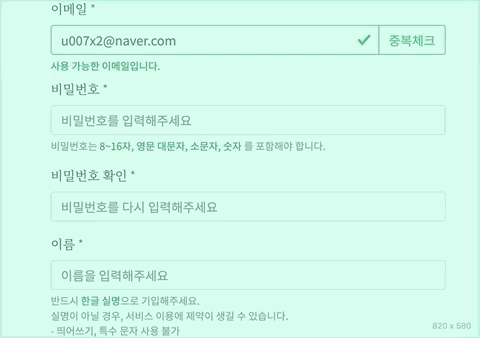 이메일 *
u007x2@naver.com
중복체크
사용 가능한 이메일입니다.
비밀번호 *
비밀번호를 입력해주세요
비밀번호는 8~16자, 영문 대문자, 소문자, 숫자 를 포함해야 합니다.
비밀번호 확인 *
비밀번호를 다시 입력해주세요
이름 *
이름을 입력해주세요
반드시 한글 실명으로 기입해주세요.
실명이 아닐 경우, 서비스 이용에 제약이 생길 수 있습니다.
- 띄어쓰기, 특수 문자 사용 불가
820 x 580